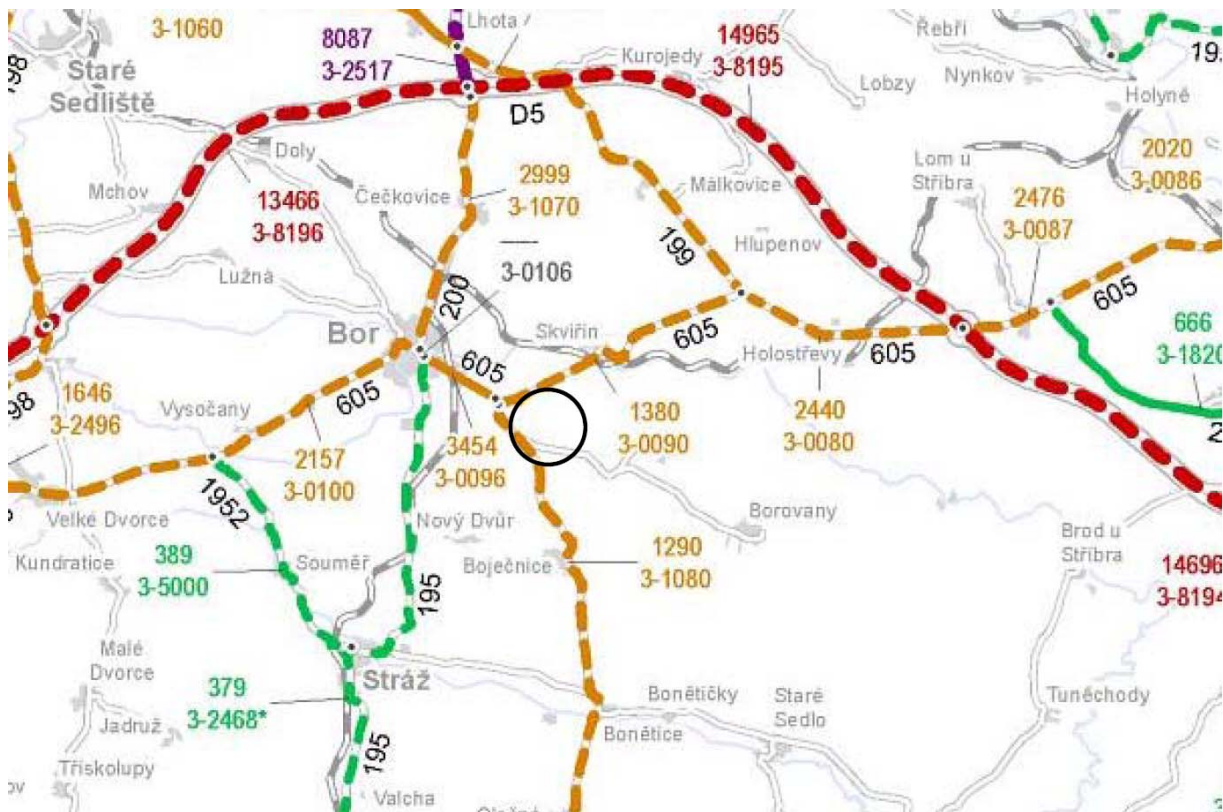 3-1060
8087
3-2517
Lhota
14965
3-8195
Kurojedy
Řebří
Nynkov
Lobzy
Holyně
Staré
Sedliště
D5
Doly
Mchov
Čečkovice
2999
3-1070
Málkovice
Lom u
Stříbra
2020
3-0086
2476
3-0087
13466
3-8196
3-0106
199
Hlupenov
Lužná
200
Bor
605
Skviřín
605
Holostřevy
605
605
666
1646
3-2496
Vysočany
605
2157
3-0100
3454
3-0096
1380
3-0090
2440
3-0080
1952
Velké Dvorce
Kundratice
389
3-5000
Souměř
Nový Dvůr
Boječnice
1290
3-1080
Borovany
Brod u
Stříbra
14696
3-8194
195
Malé
Dvorce
Stráž
379
3-2468*
Jadruž
195
Bonětičky
Bonětice
Staré
Sedlo
Tuněchody
Třískolupy
Valcha